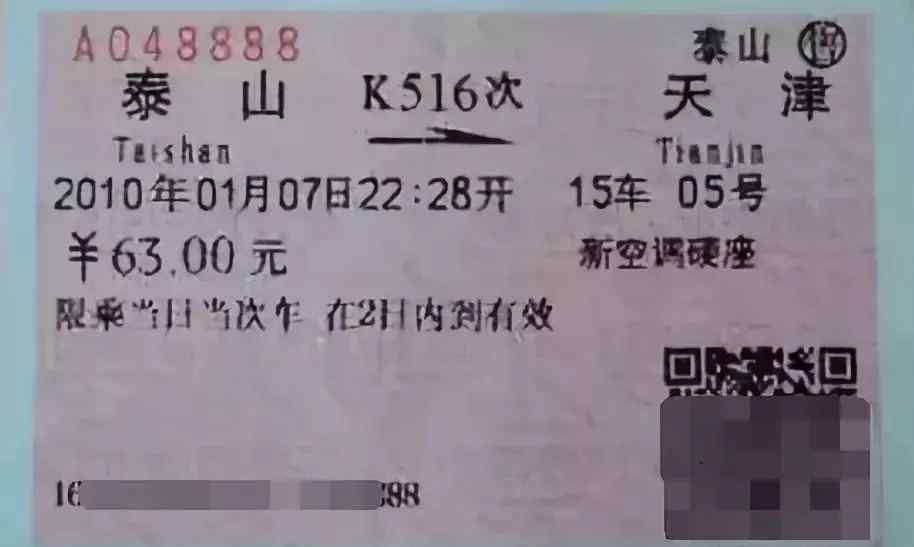 A048888 泰山 售
泰山 K516次 天津
Taishan Tianjin
2010年01月07日22:28开 15车 05号
￥63.00元 新空调硬座
限乘当日当次车 在2日内到有效